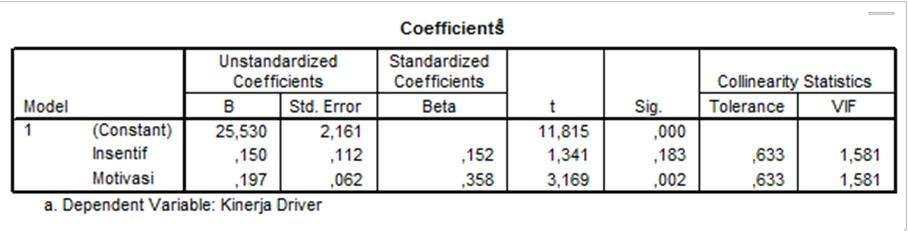 Coefficientsª
Unstandardized Coefficients Standardized Coefficients Collinearity Statistics
Model B Std. Error Beta t Sig. Tolerance VIF
1 (Constant) 25,530 2,161 11,815 ,000
Insentif ,150 ,112 ,152 1,341 ,183 ,633 1,581
Motivasi ,197 ,062 ,358 3,169 ,002 ,633 1,581
a. Dependent Variable: Kinerja Driver